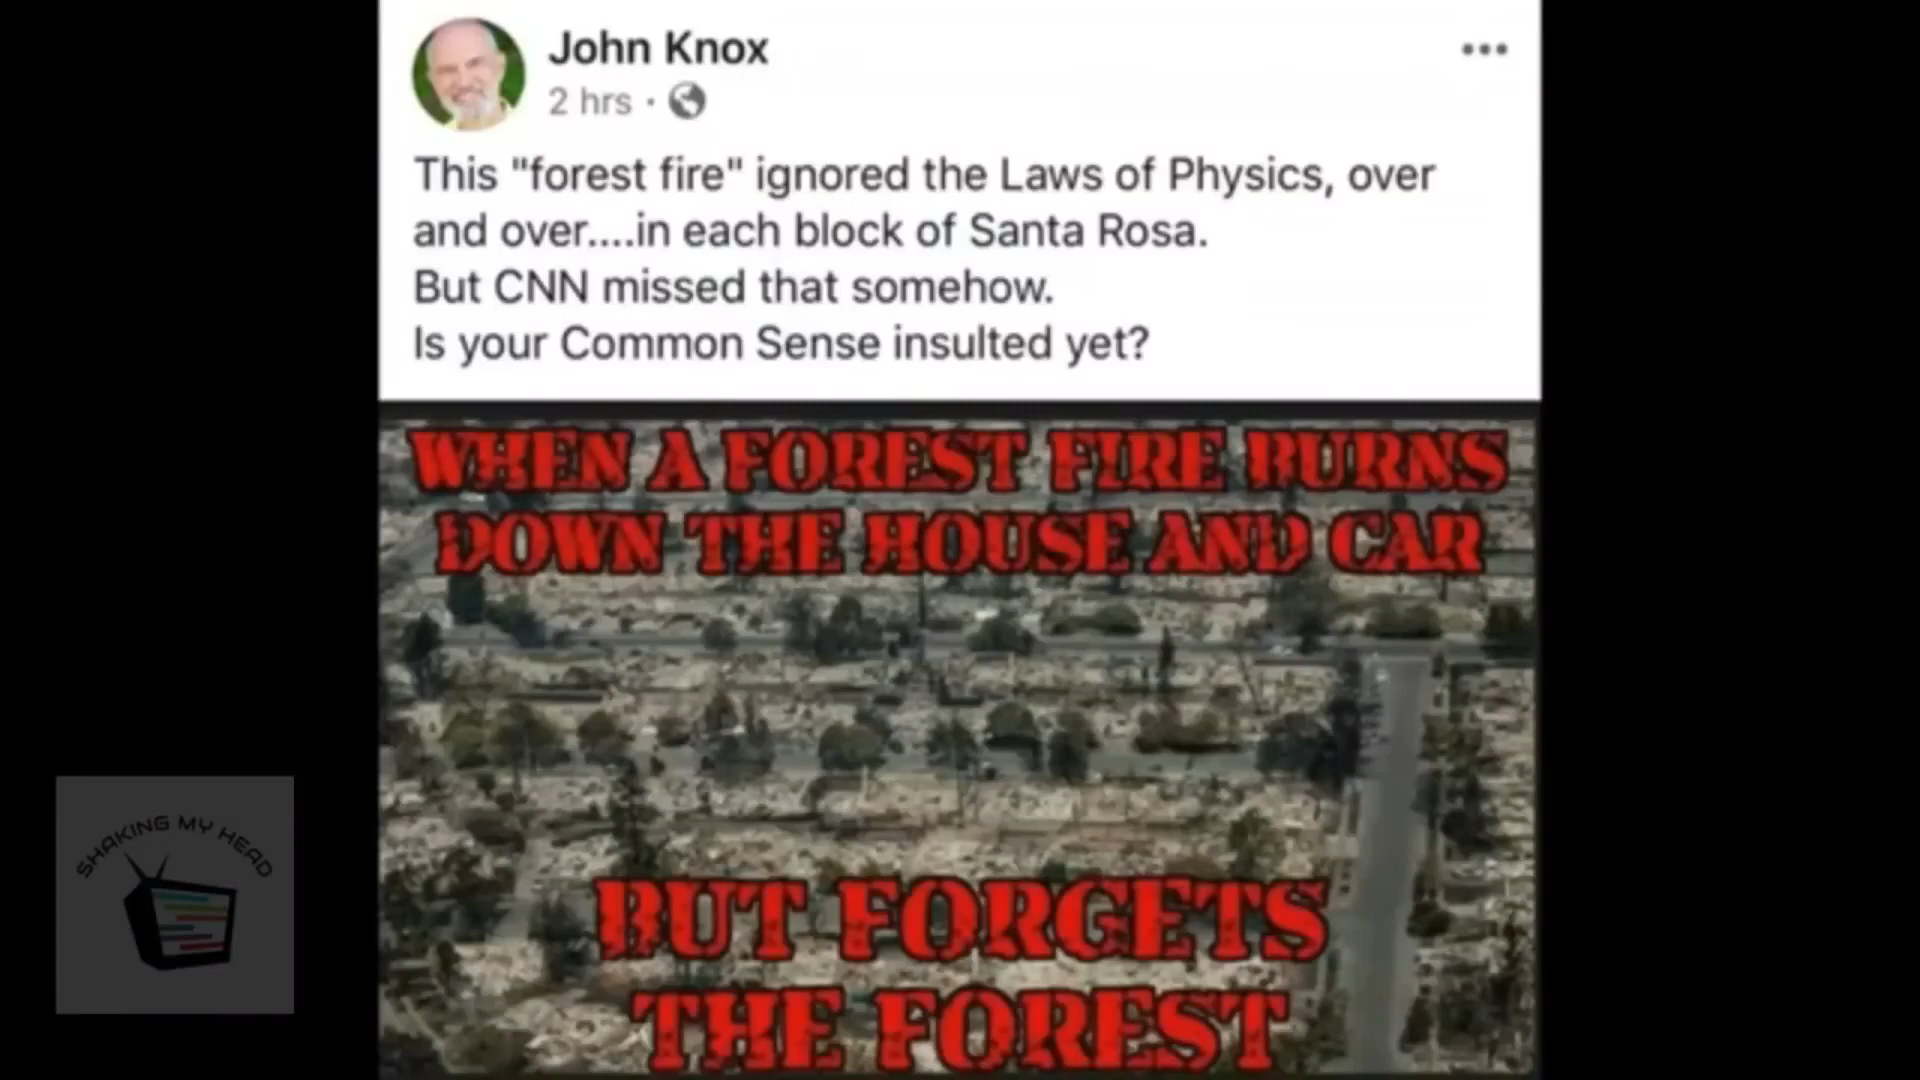 John Knox
2 hrs ·
This "forest fire" ignored the Laws of Physics, over
and over....in each block of Santa Rosa.
But CNN missed that somehow.
Is your Common Sense insulted yet?
WHEN A FOREST FIRE BURNS
DOWN THE HOUSE AND CAR
BUT FORGETS
THE FOREST
SHAKING MY HEAD